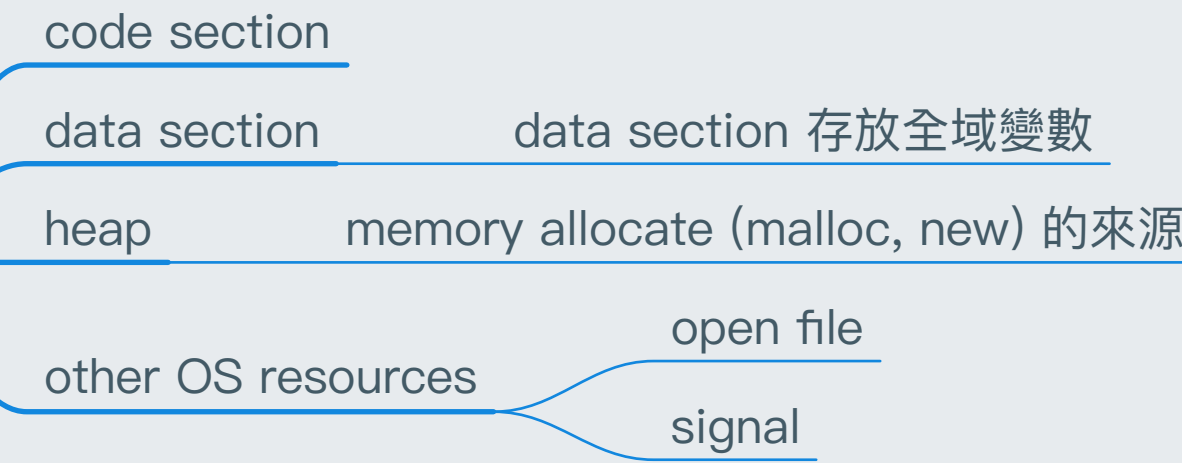 code section
data section
data section 存放全域變數
heap
memory allocate (malloc, new) 的來源
other OS resources
open file
signal